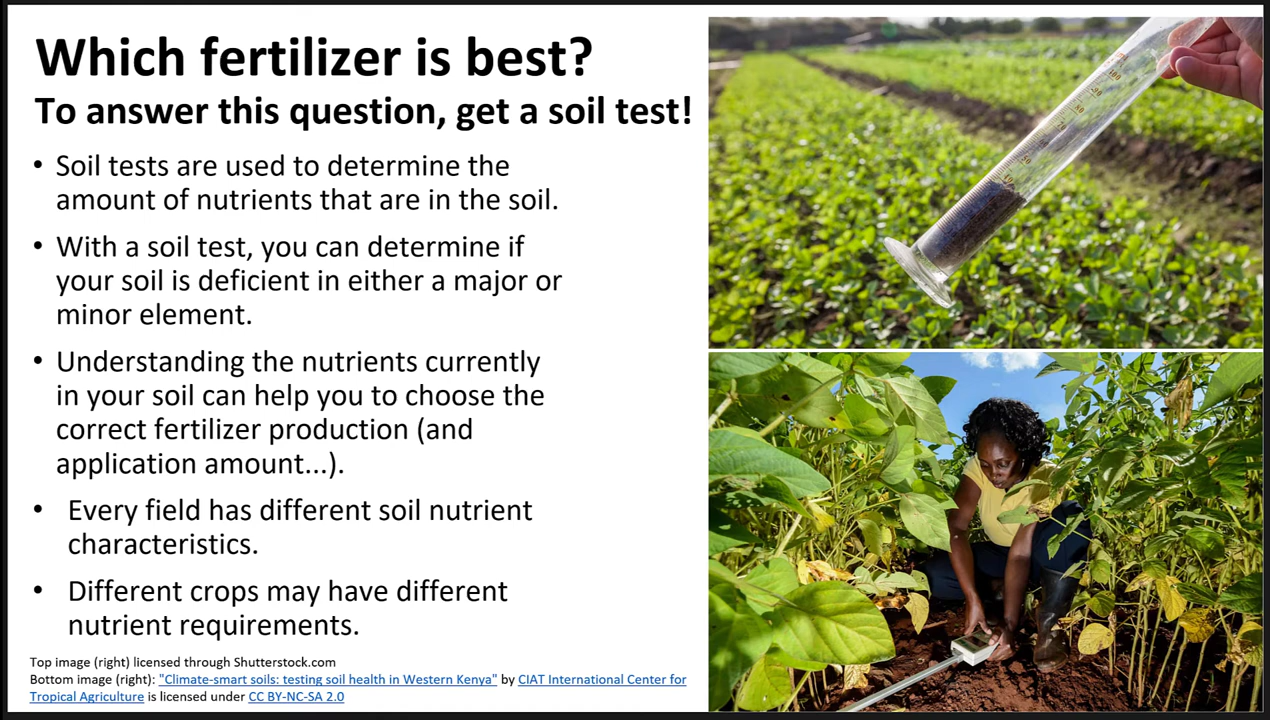 Which fertilizer is best?
To answer this question, get a soil test!
• Soil tests are used to determine the
amount of nutrients that are in the soil.
• With a soil test, you can determine if
your soil is deficient in either a major or
minor element.
• Understanding the nutrients currently
in your soil can help you to choose the
correct fertilizer production (and
application amount...).
• Every field has different soil nutrient
characteristics.
• Different crops may have different
nutrient requirements.
Top image (right) licensed through Shutterstock.com
Bottom image (right): "Climate-smart soils: testing soil health in Western Kenya" by CIAT International Center for
Tropical Agriculture is licensed under CC BY-NC-SA 2.0
100
90
80